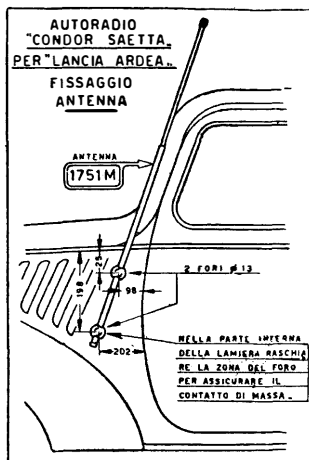 AUTORADIO
"CONDOR SAETTA„
PER "LANCIA ARDEA„
FISSAGGIO
ANTENNA
ANTENNA
1751M
2 FORI ø 13
25
198
98
202
NELLA PARTE INTERNA
DELLA LAMIERA RASCHIA
RE LA ZONA DEL FORO
PER ASSICURARE IL
CONTATTO DI MASSA.